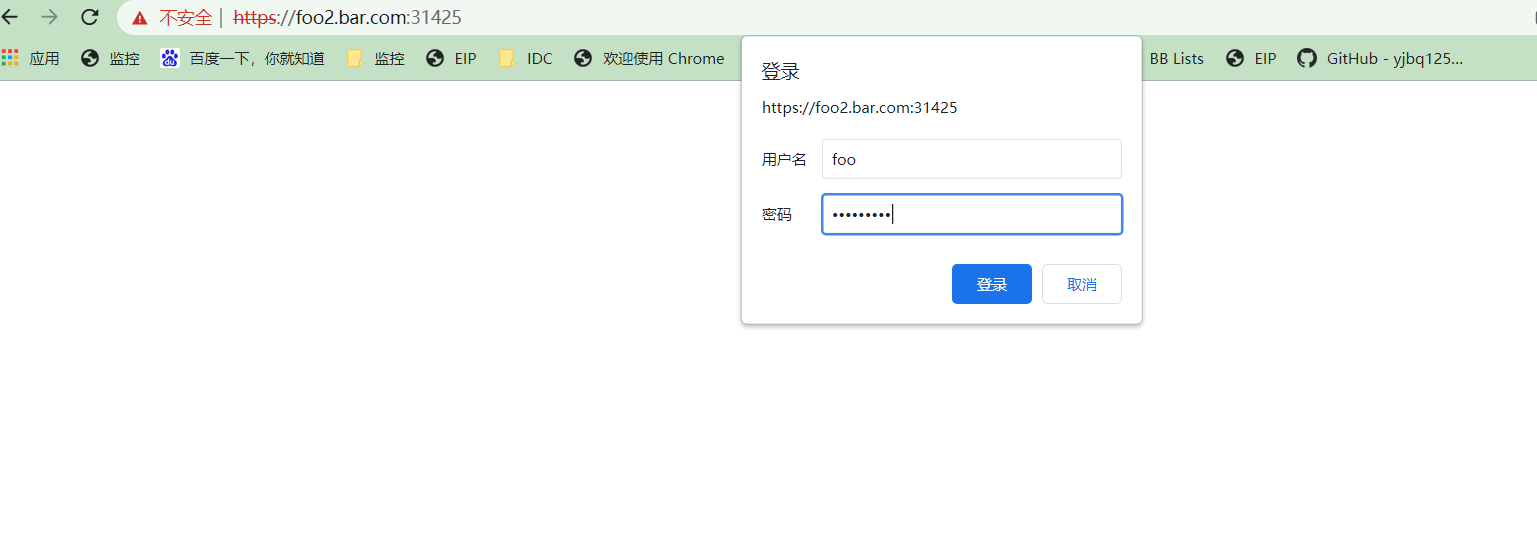 不安全 | https://foo2.bar.com:31425
应用 监控 百度一下，你就知道 监控 EIP IDC 欢迎使用 Chrome BB Lists EIP GitHub - yjbq125...
登录
https://foo2.bar.com:31425
用户名 foo
密码 •••••••••
登录 取消